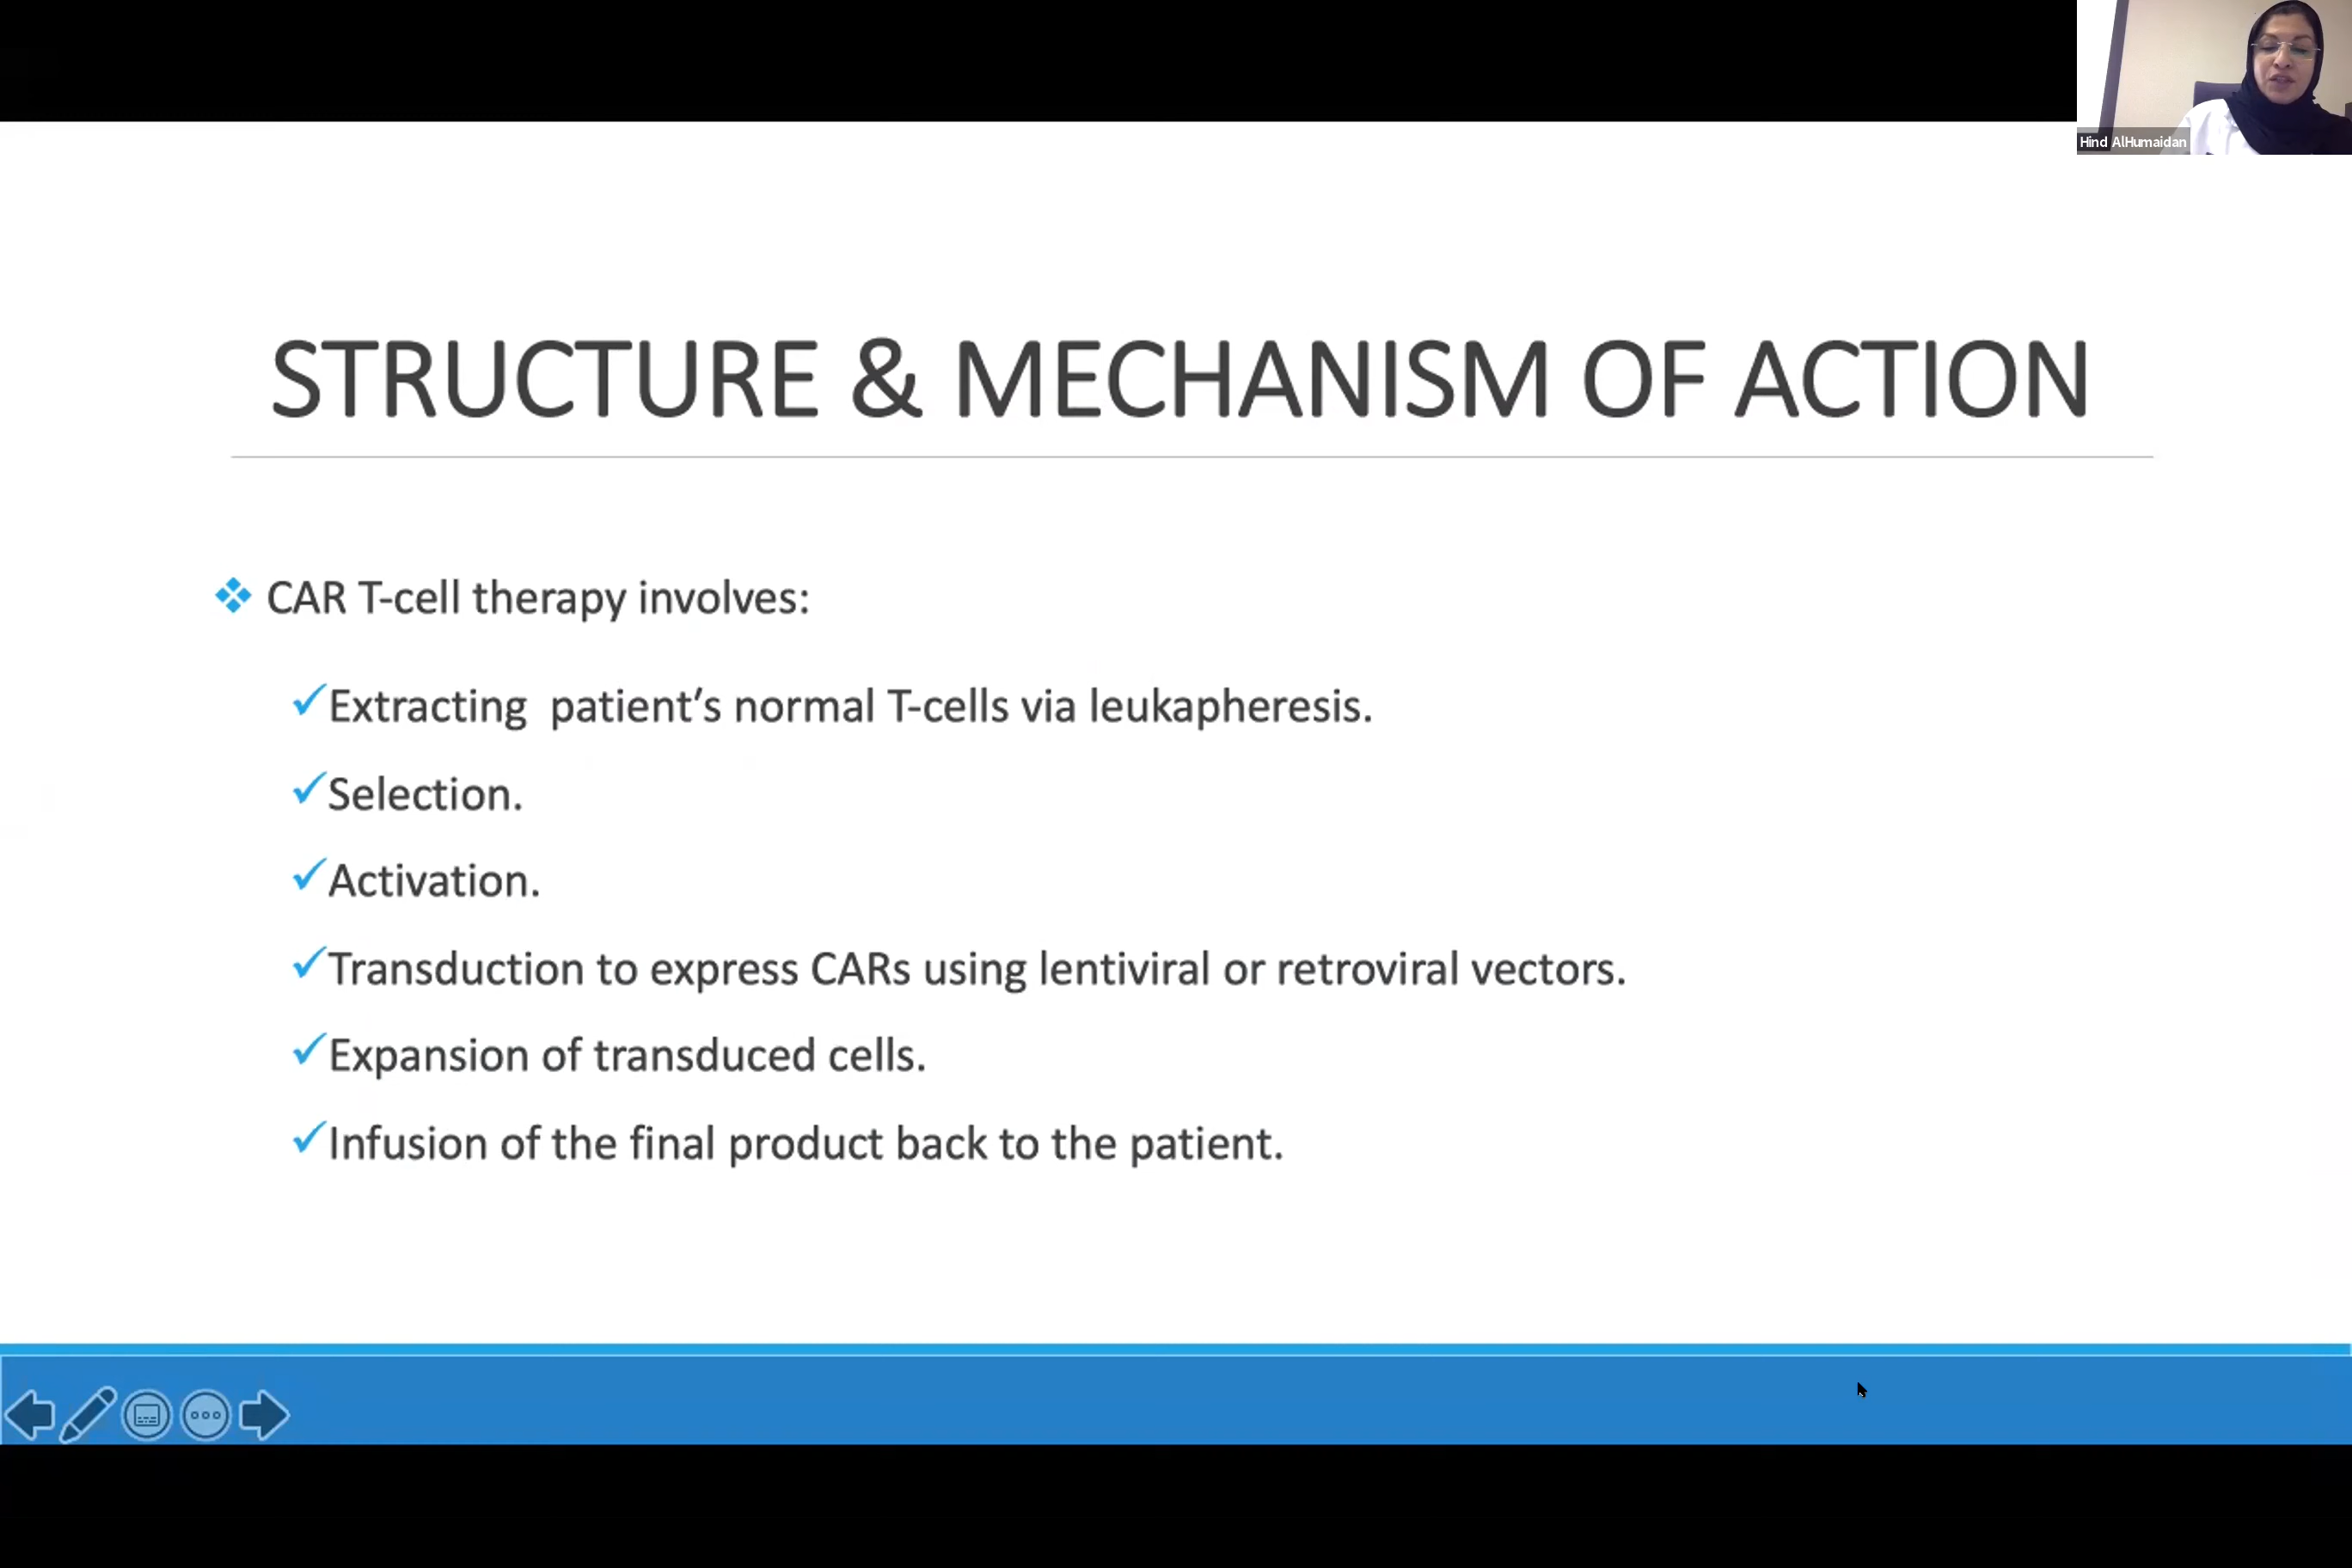 Hind AlHumaidan
STRUCTURE & MECHANISM OF ACTION
CAR T-cell therapy involves:
Extracting patient's normal T-cells via leukapheresis.
Selection.
Activation.
Transduction to express CARs using lentiviral or retroviral vectors.
Expansion of transduced cells.
Infusion of the final product back to the patient.